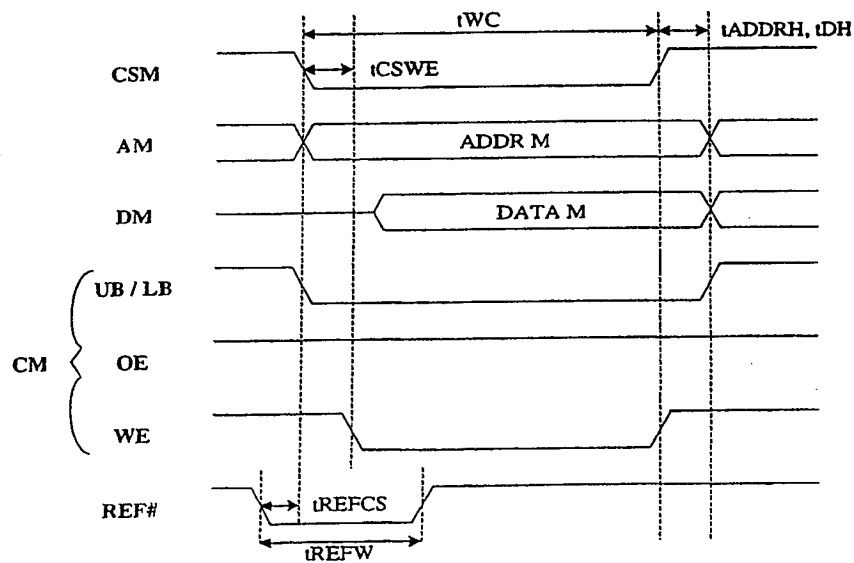 tWC
tADDRH, tDH
CSM
tCSWE
AM
ADDR M
DM
DATA M
UB / LB
CM
OE
WE
REF#
tREFCS
tREFW